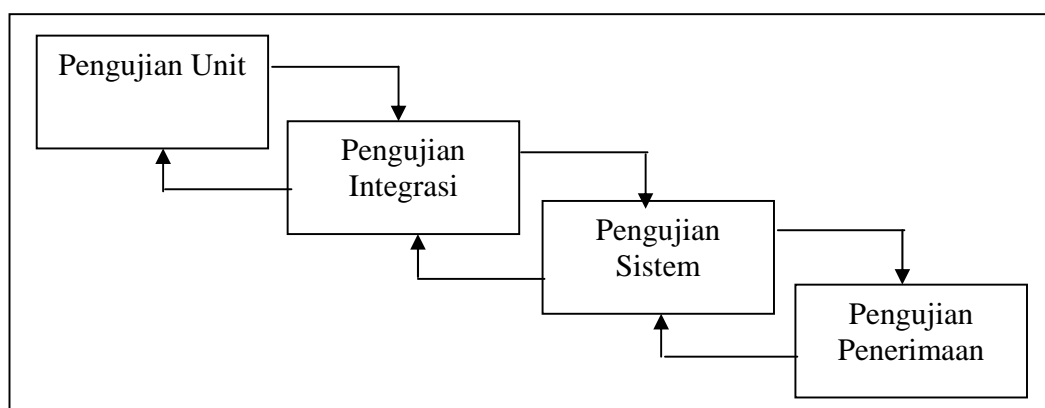 Pengujian Unit
Pengujian
Integrasi
Pengujian
Sistem
Pengujian
Penerimaan